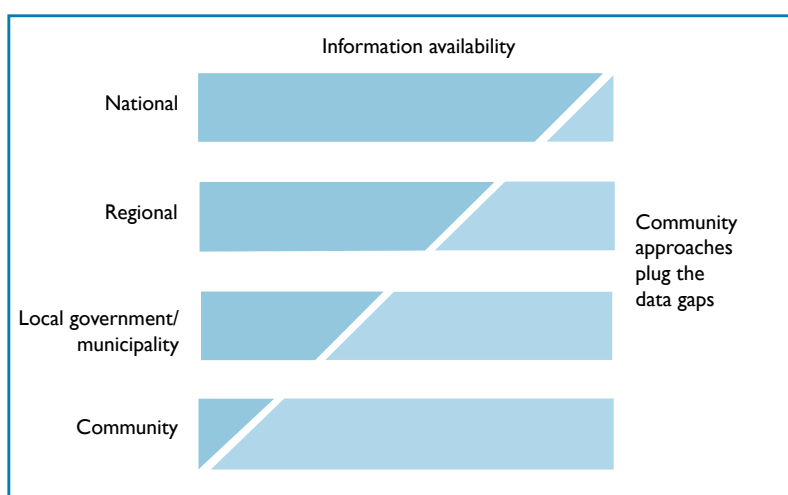 Information availability
National
Regional
Community
approaches
plug the
data gaps
Local government/
municipality
Community